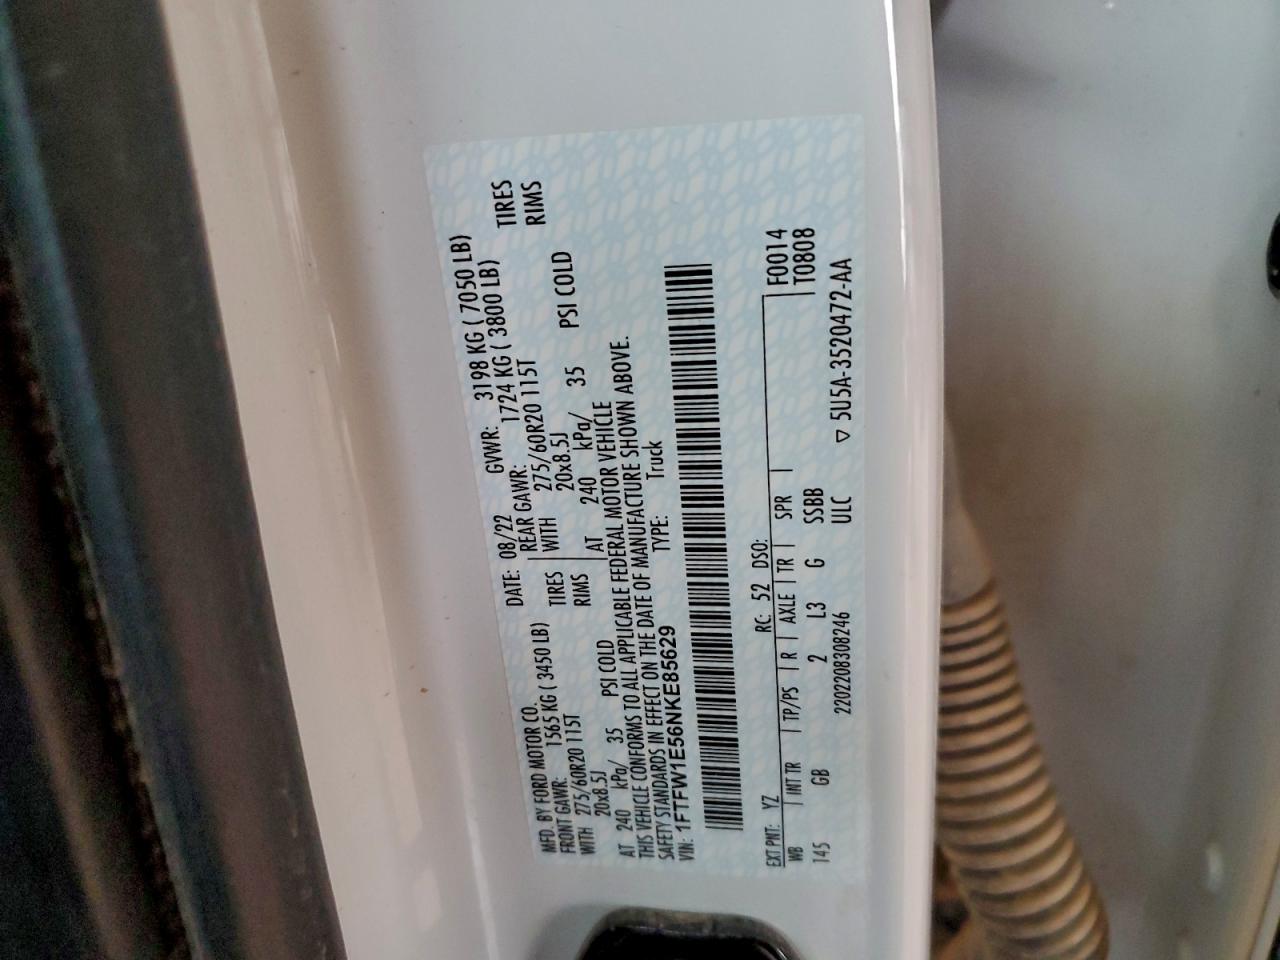 MFD. BY FORD MOTOR CO. DATE: 08/22 GVWR: 3198 KG ( 7050 LB)
FRONT GAWR: 1565 KG ( 3450 LB) REAR GAWR: 1724 KG ( 3800 LB)
WITH 275/60R20 115T TIRES WITH 275/60R20 115T TIRES
20x8.5J RIMS 20x8.5J RIMS
AT 240 kPa/ 35 PSI COLD AT 240 kPa/ 35 PSI COLD
THIS VEHICLE CONFORMS TO ALL APPLICABLE FEDERAL MOTOR VEHICLE
SAFETY STANDARDS IN EFFECT ON THE DATE OF MANUFACTURE SHOWN ABOVE.
VIN: 1FTFW1E56NKE85629 TYPE: Truck
EXT PNT: YZ RC: 52 DSO: F0014
WB INT TR TP/PS R AXLE TR SPR T0808
145 GB 2 L3 G SSBB
2202208308246 ULC ▽ 5U5A-3520472-AA